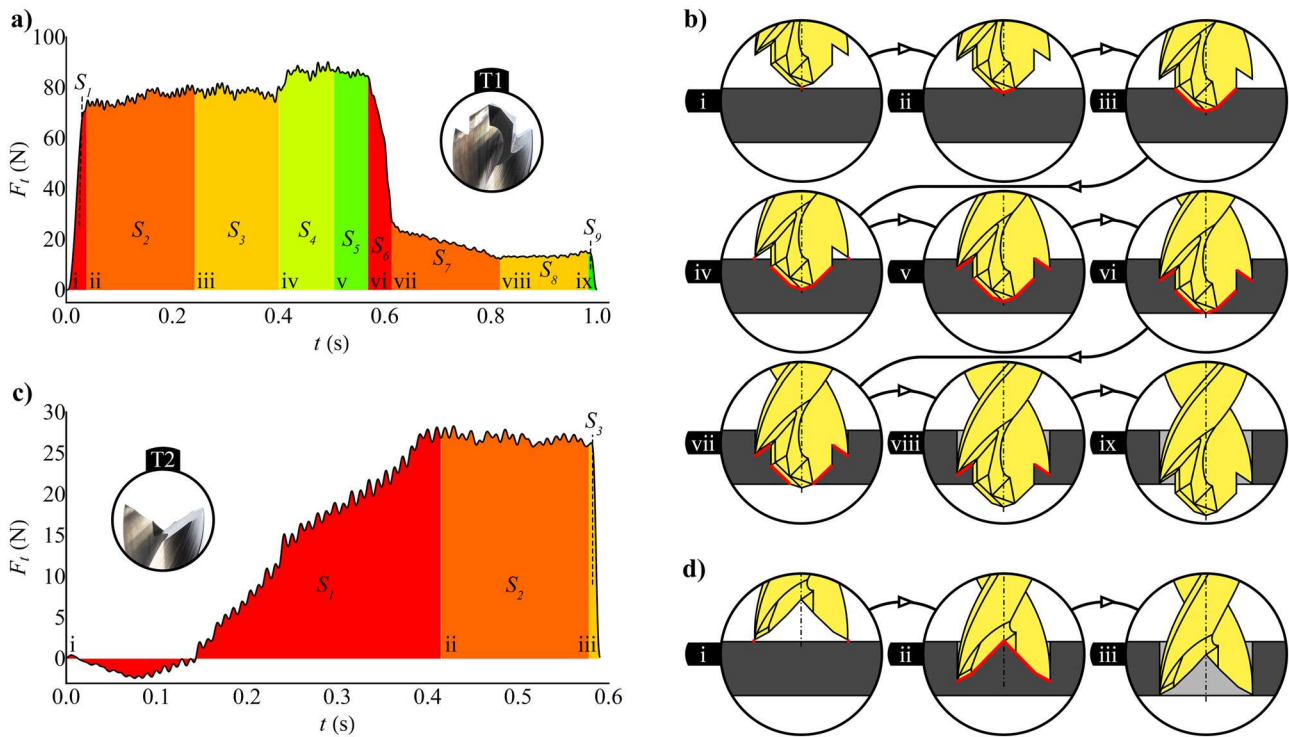 a)
100
80
60
40
20
0
F_t (N)
S_1
S_2
S_3
S_4
S_5
S_6
S_7
S_8
S_9
i
ii
iii
iv
v
vi
vii
viii
ix
0.0
0.2
0.4
0.6
0.8
1.0
t (s)
T1
b)
i
ii
iii
iv
v
vi
vii
viii
ix
c)
30
25
20
15
10
5
0
F_t (N)
T2
S_1
S_2
S_3
i
ii
iii
0.0
0.1
0.2
0.3
0.4
0.5
0.6
t (s)
d)
i
ii
iii